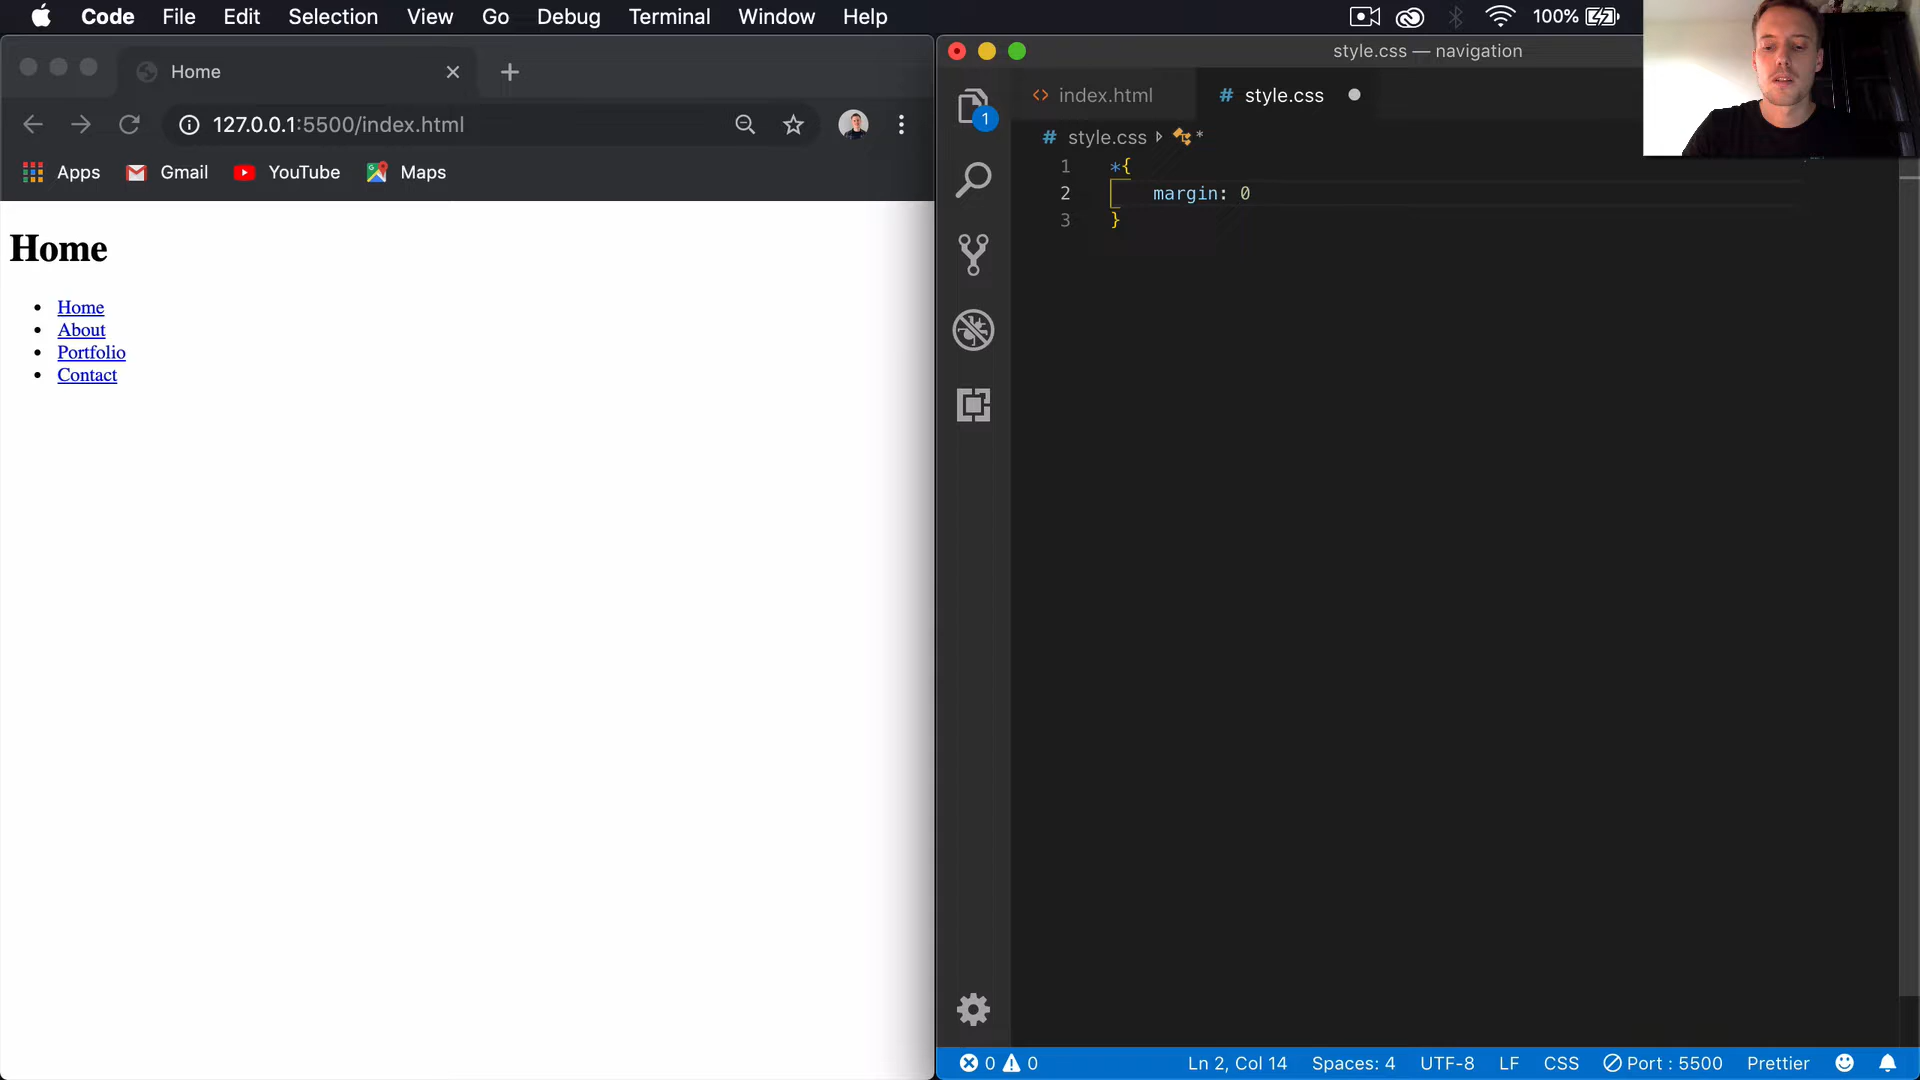 Code File Edit Selection View Go Debug Terminal Window Help 100%
Home
127.0.0.1:5500/index.html
Apps Gmail YouTube Maps
Home
Home
About
Portfolio
Contact
style.css — navigation
index.html # style.css
1
# style.css *
1 *{
2 margin: 0
3 }
0 0 Ln 2, Col 14 Spaces: 4 UTF-8 LF CSS Port : 5500 Prettier